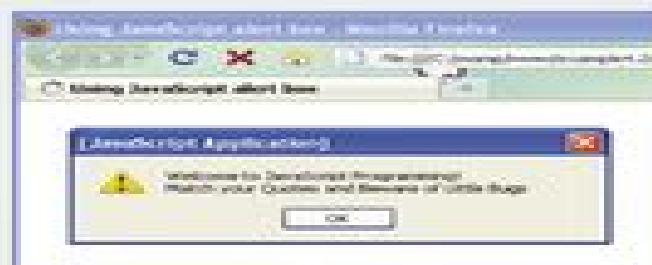 Using JavaScript alert box - Mozilla Firefox
Using JavaScript alert box
[JavaScript Application]
Welcome to JavaScript Programming!
Match your Quotes and Beware of Little Bugs
OK